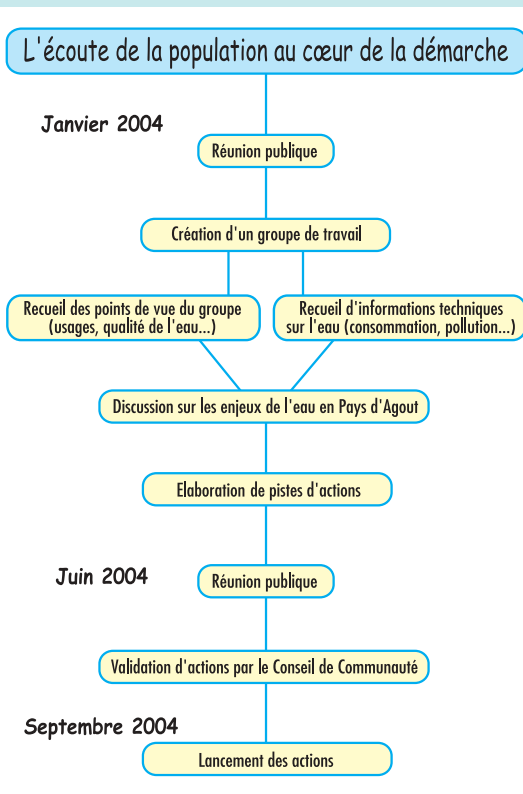 L'écoute de la population au cœur de la démarche
Janvier 2004
Réunion publique
Création d'un groupe de travail
Recueil des points de vue du groupe
(usages, qualité de l'eau...)
Recueil d'informations techniques
sur l'eau (consommation, pollution...)
Discussion sur les enjeux de l'eau en Pays d'Agout
Elaboration de pistes d'actions
Juin 2004
Réunion publique
Validation d'actions par le Conseil de Communauté
Septembre 2004
Lancement des actions